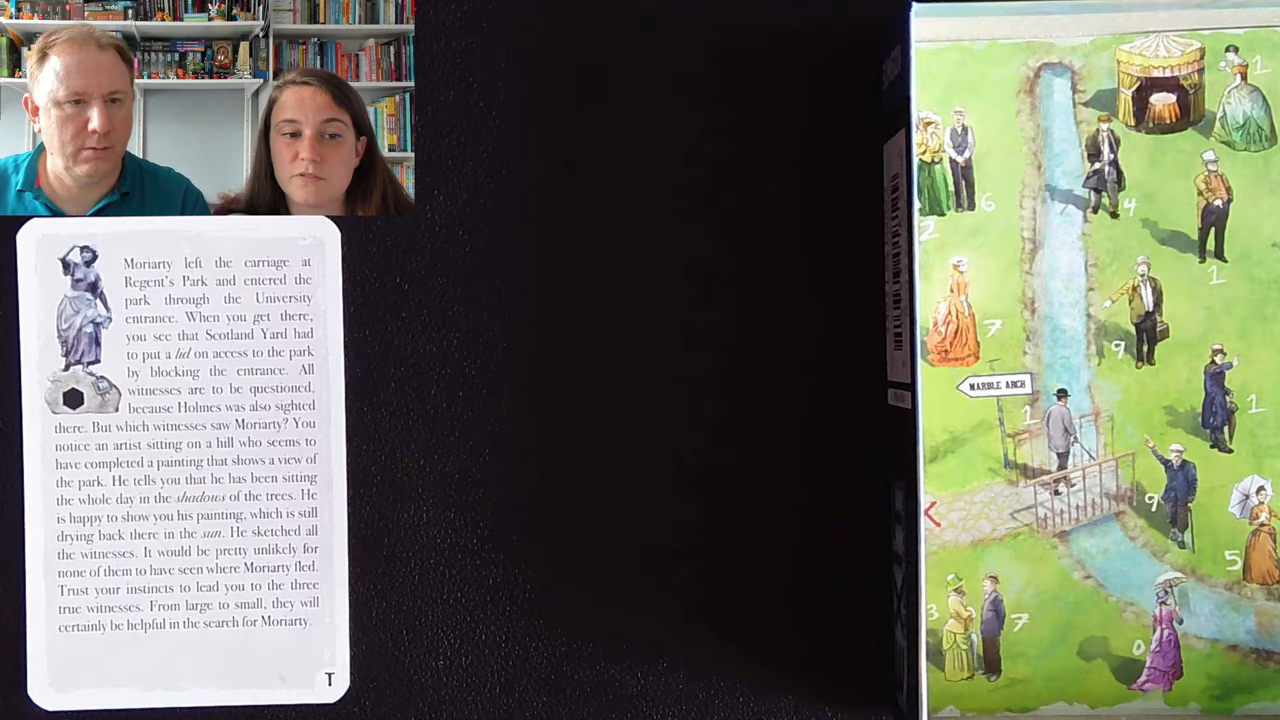 Moriarty left the carriage at
Regent's Park and entered the
park through the University
entrance. When you get there,
you see that Scotland Yard had
to put a lid on access to the park
by blocking the entrance. All
witnesses are to be questioned,
because Holmes was also sighted
there. But which witnesses saw Moriarty? You
notice an artist sitting on a hill who seems to
have completed a painting that shows a view of
the park. He tells you that he has been sitting
the whole day in the shadows of the trees. He
is happy to show you his painting, which is still
drying back there in the sun. He sketched all
the witnesses. It would be pretty unlikely for
none of them to have seen where Moriarty fled.
Trust your instincts to lead you to the three
true witnesses. From large to small, they will
certainly be helpful in the search for Moriarty.
T
1
6
4
2
1
7
9
MARBLE ARCH
1
1
9
5
3
7
0